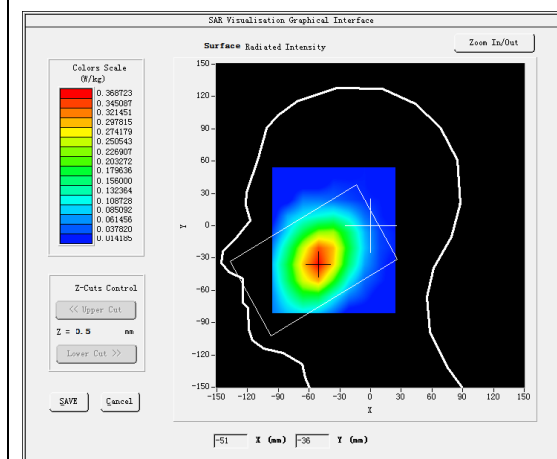 SAR Visualisation Graphical Interface
Surface Radiated Intensity
Zoom In/Out
Colors Scale
(W/kg)
0.368723
0.345087
0.321451
0.297815
0.274179
0.250543
0.226907
0.203272
0.179636
0.156000
0.132364
0.108728
0.085092
0.061456
0.037820
0.014185
150
120
90
60
30
0
-30
-60
-90
-120
-150
Y
-150 -120 -90 -60 -30 0 30 60 90 120 150
X
Z-Cuts Control
<< Upper Cut
Z = 0.5 mm
Lower Cut >>
SAVE Cancel
-51 X (mm) -36 Y (mm)